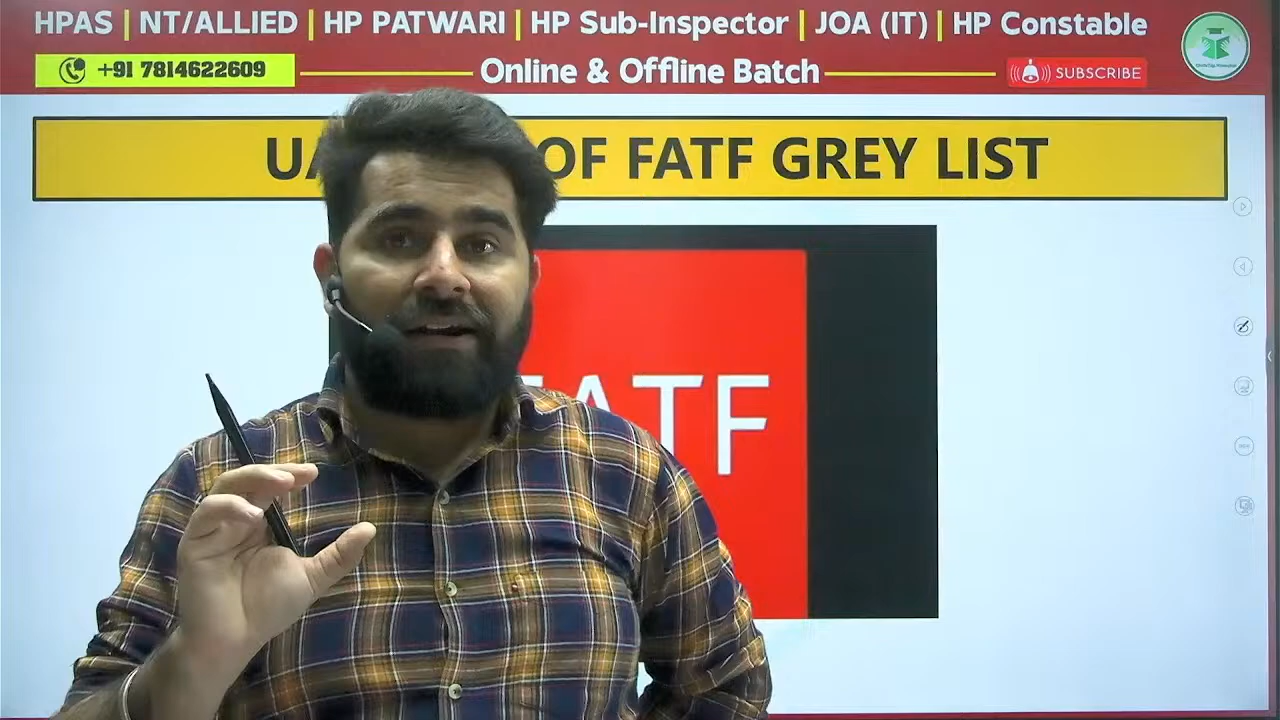 HPAS | NT/ALLIED | HP PATWARI | HP Sub-Inspector | JOA (IT) | HP Constable
+91 7814622609
Online & Offline Batch
SUBSCRIBE
OF FATF GREY LIST
ATF